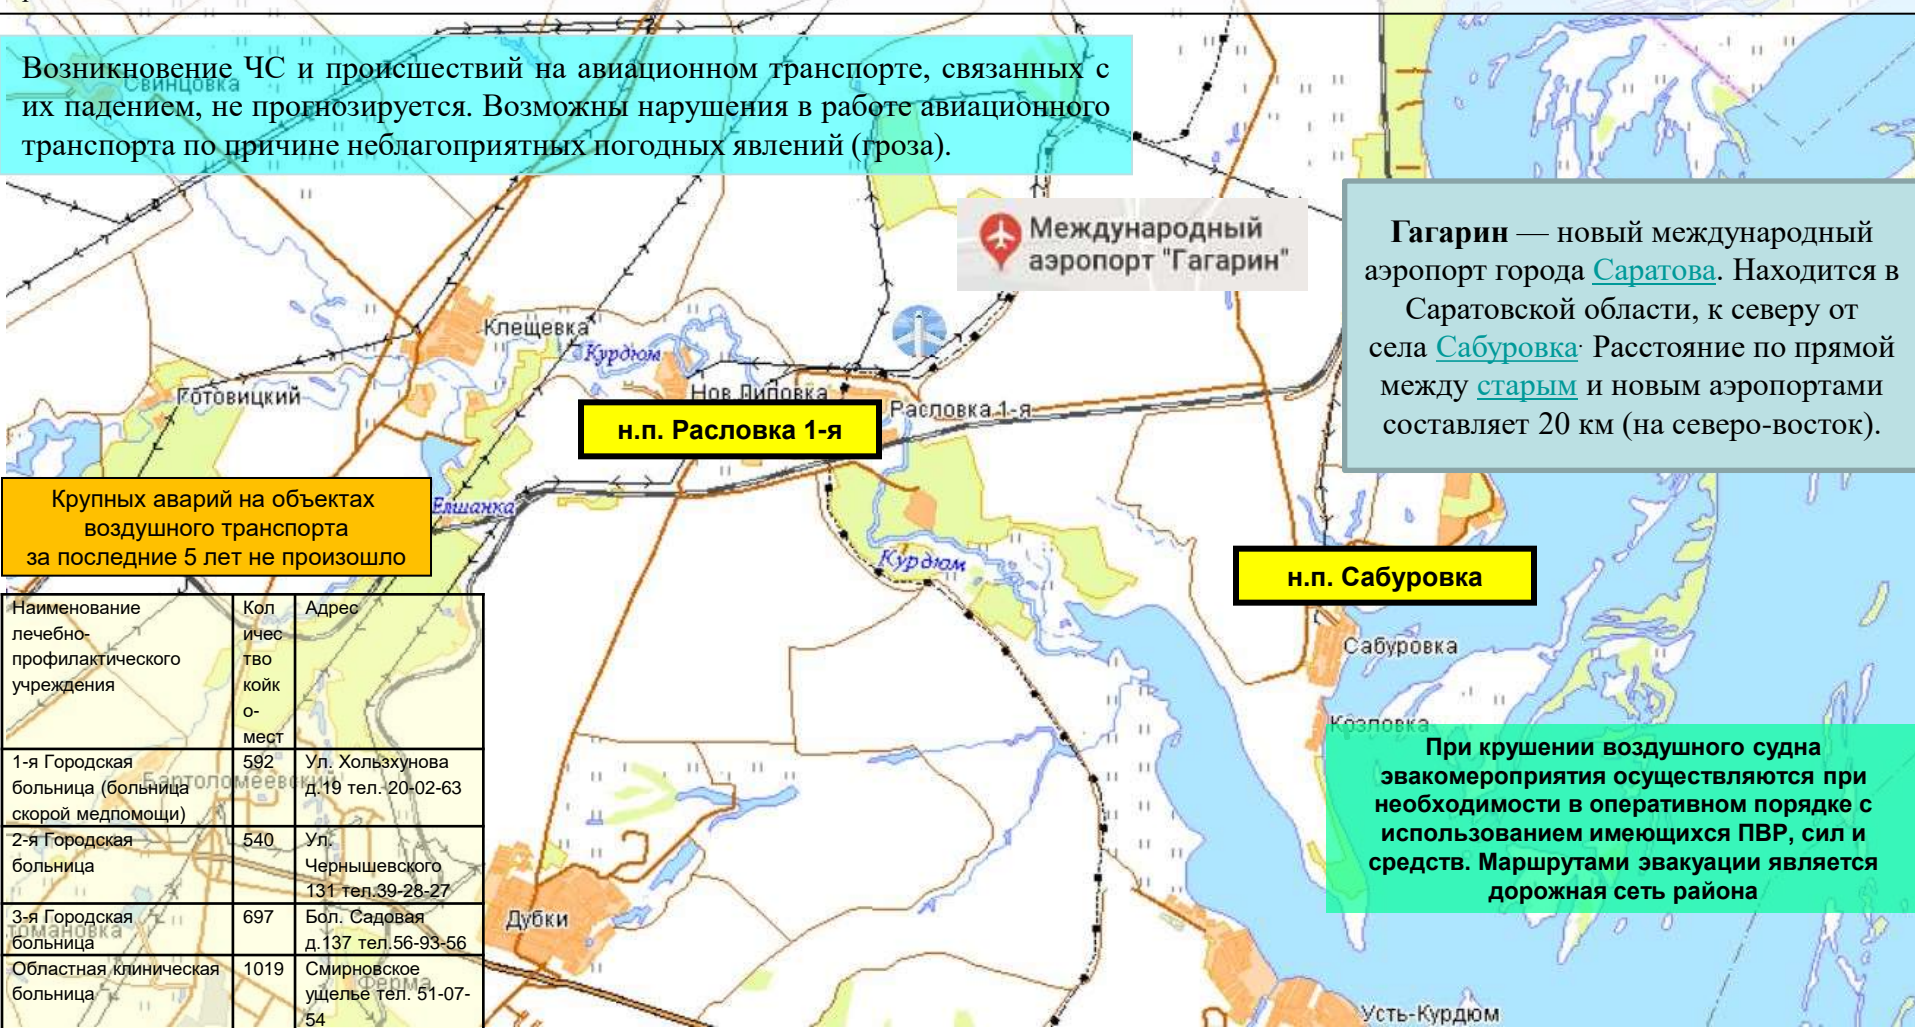 Возникновение ЧС и происшествий на авиационном транспорте, связанных с
их падением, не прогнозируется. Возможны нарушения в работе авиационного
транспорта по причине неблагоприятных погодных явлений (гроза).
Свинцовка
Международный
аэропорт "Гагарин"
Гагарин — новый международный
аэропорт города Саратова. Находится в
Саратовской области, к северу от
села Сабуровка. Расстояние по прямой
между старым и новым аэропортами
составляет 20 км (на северо-восток).
Клещевка
Курдюм
Готовицкий
Нов.Липовка
Расловка 1-я
н.п. Расловка 1-я
Крупных аварий на объектах
воздушного транспорта
за последние 5 лет не произошло
Елшанка
Курдюм
н.п. Сабуровка
Сабуровка
Козловка
При крушении воздушного судна
эвакомероприятия осуществляются при
необходимости в оперативном порядке с
использованием имеющихся ПВР, сил и
средств. Маршрутами эвакуации является
дорожная сеть района
Наименование
лечебно-
профилактического
учреждения
Кол
ичес
тво
койк
о-
мест
Адрес
1-я Городская
больница (больница
скорой медпомощи)
592
Ул. Хользхунова
д.19 тел. 20-02-63
Бартоломеевский
2-я Городская
больница
540
Ул.
Чернышевского
131 тел.39-28-27
3-я Городская
больница
697
Бол. Садовая
д.137 тел.56-93-56
Областная клиническая
больница
1019
Смирновское
ущелье тел. 51-07-
54
Ферма
Дубки
Усть-Курдюм